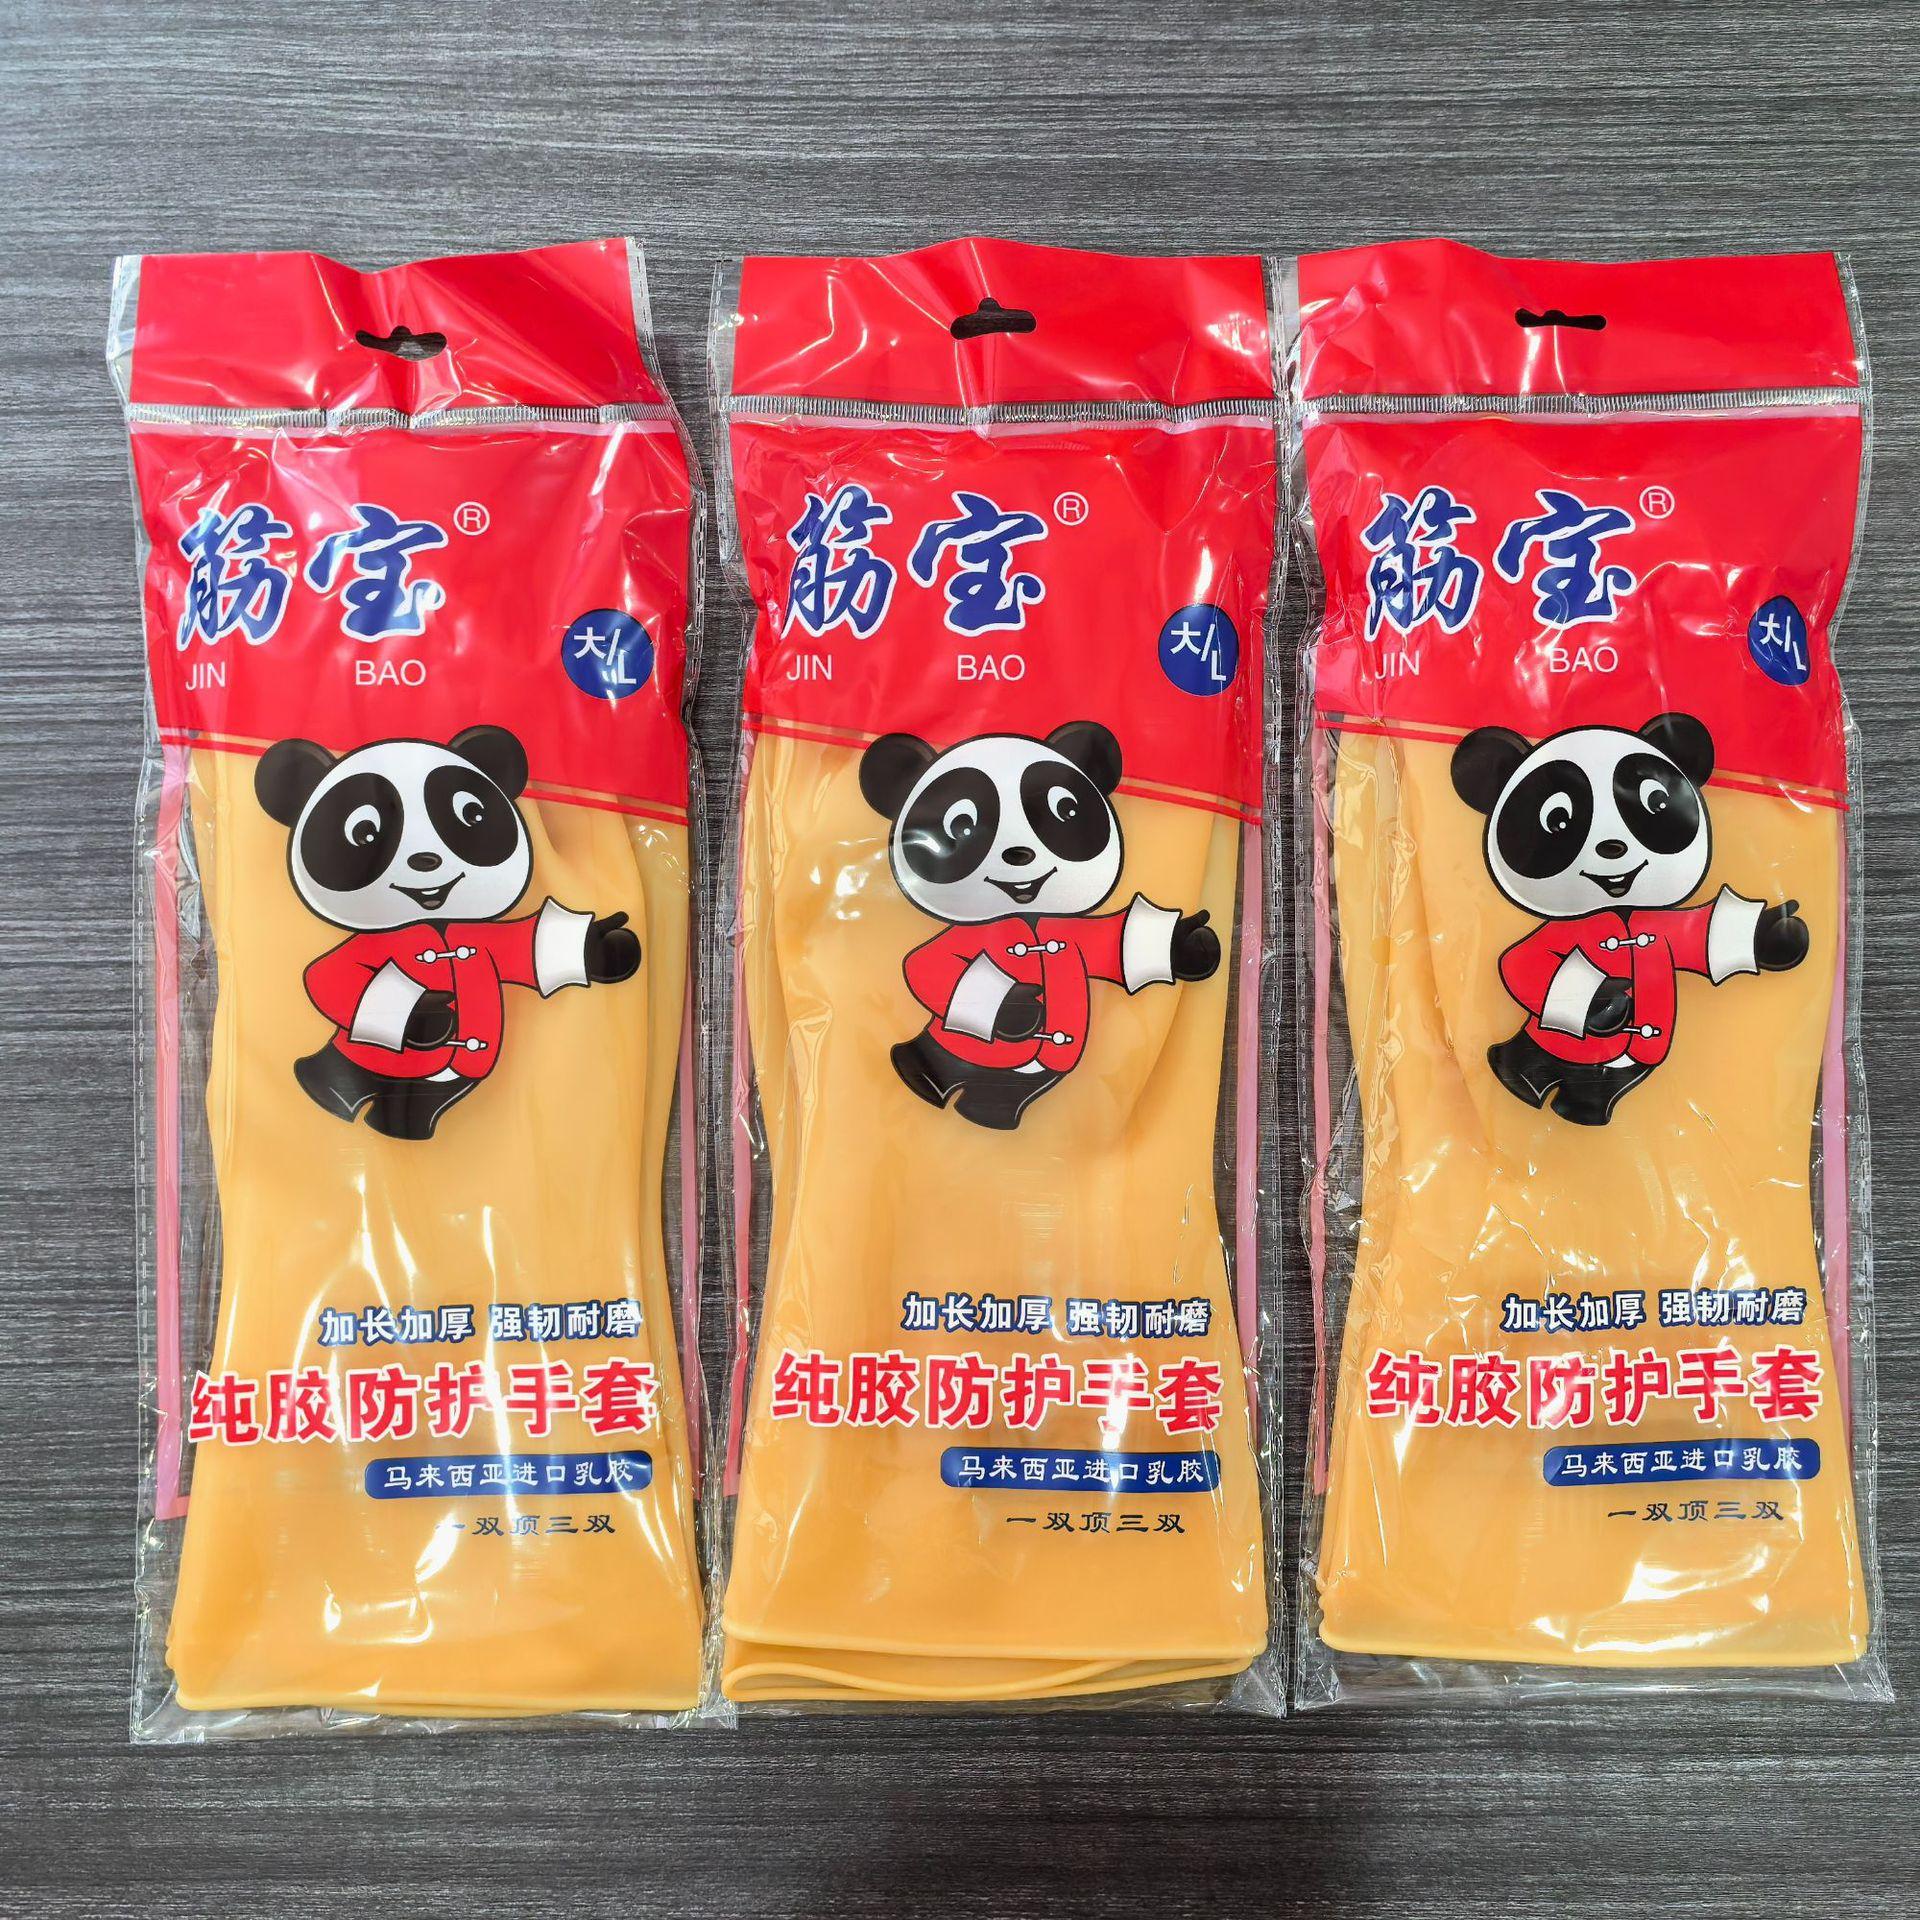 筋宝®
JIN BAO
大/L
加长加厚 强韧耐磨
纯胶防护手套
马来西亚进口乳胶
一双顶三双
筋宝®
JIN BAO
大/L
加长加厚 强韧耐磨
纯胶防护手套
马来西亚进口乳胶
一双顶三双
筋宝®
JIN BAO
大/L
加长加厚 强韧耐磨
纯胶防护手套
马来西亚进口乳胶
一双顶三双